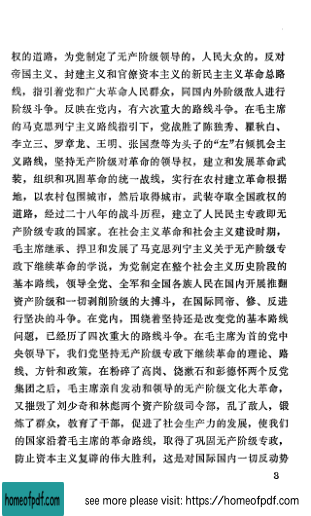 权的道路，为党制定了无产阶级领导的，人民大众的，反对
帝国主义、封建主义和官僚资本主义的新民主主义革命总路
线，指引着党和广大革命人民群众，同国内外阶级敌人进行
阶级斗争。反映在党内，有六次重大的路线斗争。在毛主席
的马克思列宁主义路线指引下，党战胜了陈独秀、瞿秋白、
李立三、罗章龙、王明、张国焘等为头子的“左”右倾机会主
义路线，坚持无产阶级对革命的领导权，建立和发展革命武
装，组织和巩固革命的统一战线，实行在农村建立革命根据
地，以农村包围城市，然后取得城市，武装夺取全国政权的
道路，经过二十八年的战斗历程，建立了人民民主专政即无
产阶级专政的国家。在社会主义革命和社会主义建设时期，
毛主席继承、捍卫和发展了马克思列宁主义关于无产阶级专
政下继续革命的学说，为党制定在整个社会主义历史阶段的
基本路线，领导全党、全军和全国各族人民在国内开展推翻
资产阶级和一切剥削阶级的大搏斗，在国际同帝、修、反进
行坚决的斗争。在党内，围绕着坚持还是改变党的基本路线
问题，已经历了四次重大的路线斗争。在毛主席为首的党中
央领导下，我们党坚持无产阶级专政下继续革命的理论、路
线、方针和政策，在粉碎了高岗、饶漱石和彭德怀两个反党
集团之后，毛主席亲自发动和领导的无产阶级文化大革命，
又摧毁了刘少奇和林彪两个资产阶级司令部，乱了敌人，锻
炼了群众，教育了干部，促进了社会生产力的发展，使我们
的国家沿着毛主席的革命路线，取得了巩固无产阶级专政，
防止资本主义复辟的伟大胜利，这是对国际国内一切反动势
3
homeofpdf.com
see more please visit: https://homeofpdf.com